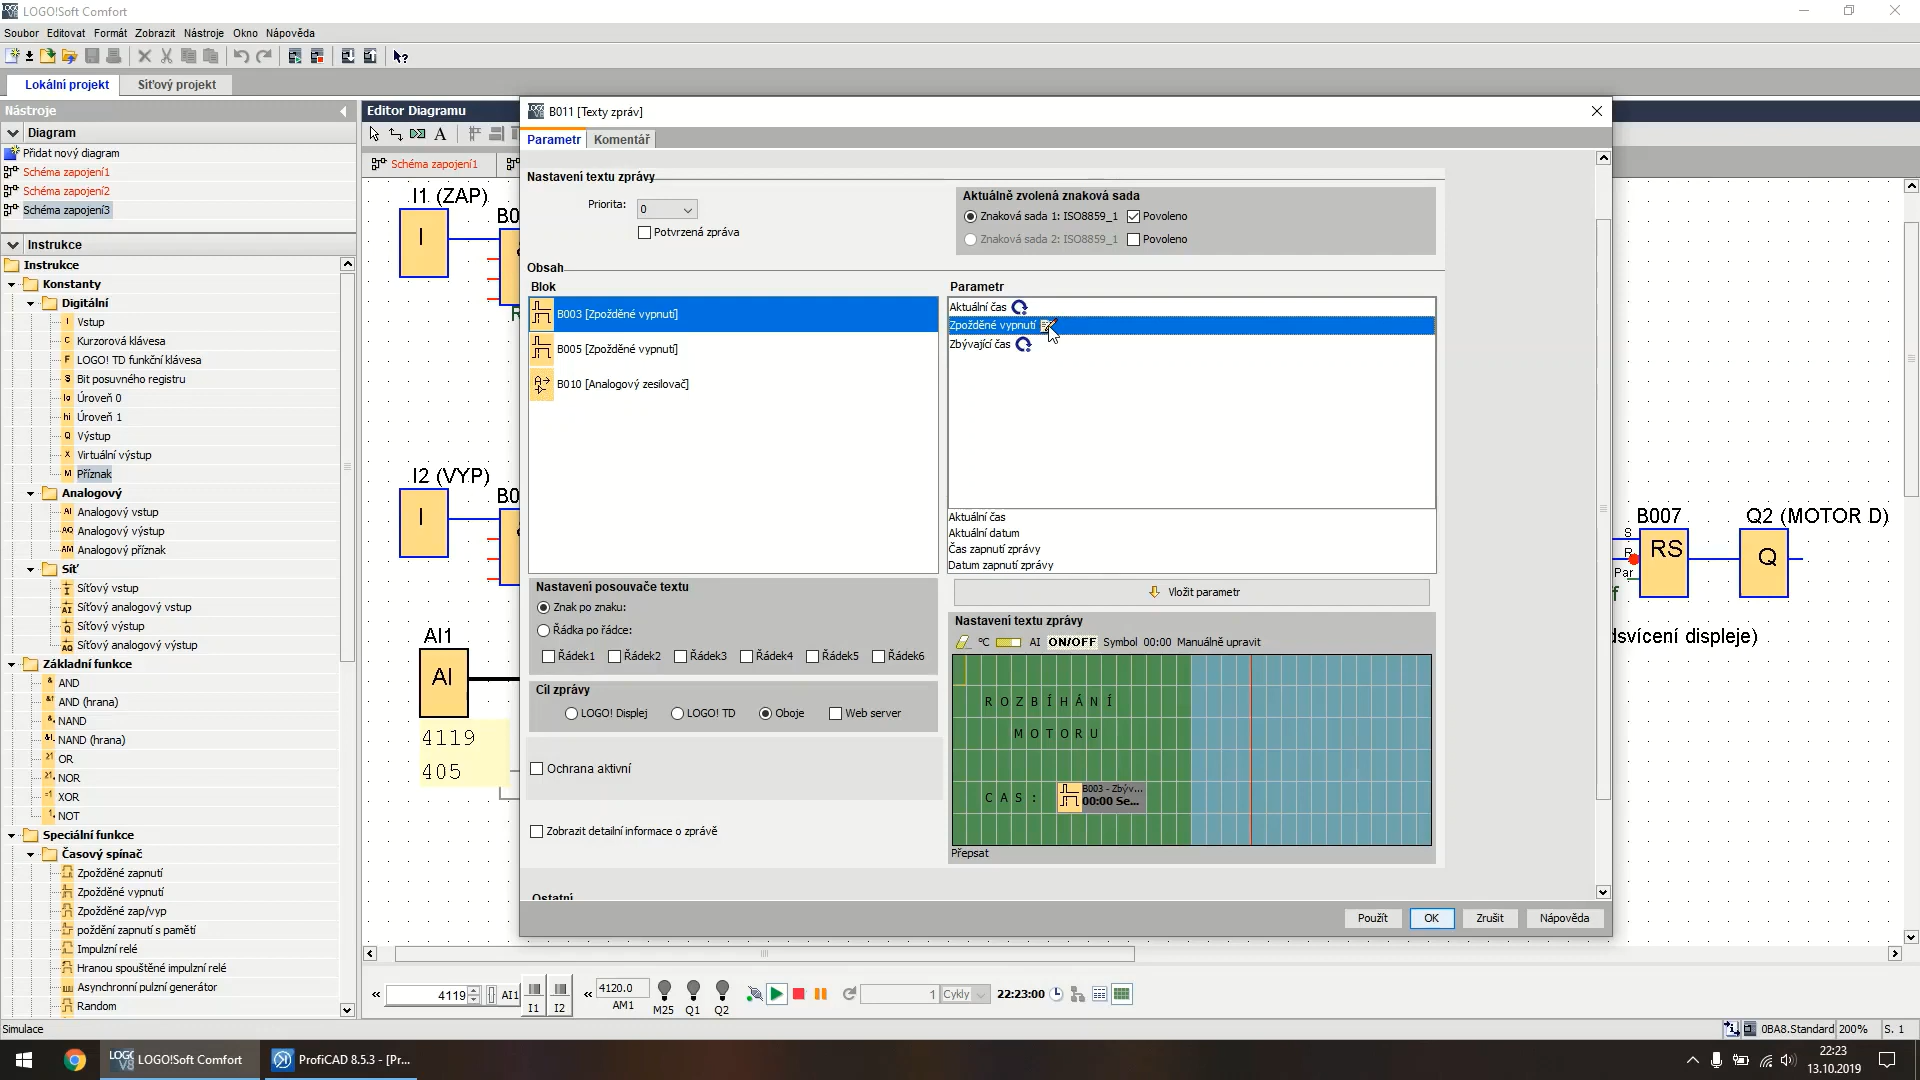 LOGO!Soft Comfort
Soubor Editovat Formát Zobrazit Nástroje Okno Nápověda
Lokální projekt Síťový projekt
Nástroje
Diagram
Přidat nový diagram
Schéma zapojení1
Schéma zapojení2
Schéma zapojení3
Instrukce
Instrukce
Konstanty
Digitální
Vstup
Kurzorová klávesa
LOGO! TD funkční klávesa
Bit posuvného registru
Úroveň 0
Úroveň 1
Výstup
Virtuální výstup
Příznak
Analogový
Analogový vstup
Analogový výstup
Analogový příznak
Síť
Síťový vstup
Síťový analogový vstup
Síťový výstup
Síťový analogový výstup
Základní funkce
AND
AND (hrana)
NAND
NAND (hrana)
OR
NOR
XOR
NOT
Speciální funkce
Časový spínač
Zpožděné zapnutí
Zpožděné vypnutí
Zpožděné zap/vyp
poždění zapnutí s pamětí
Impulzní relé
Hranou spouštěné impulzní relé
Asynchronní pulzní generátor
Random
Editor Diagramu
Schéma zapojení1
I1 (ZAP)
I
B0
I2 (VYP)
I
B0
AI1
AI
4119
405
B011 [Texty zpráv]
Parametr Komentář
Nastavení textu zprávy
Priorita: 0
Potvrzená zpráva
Aktuálně zvolená znaková sada
Znaková sada 1: ISO8859_1 Povoleno
Znaková sada 2: ISO8859_1 Povoleno
Obsah
Blok
B003 [Zpožděné vypnutí]
B005 [Zpožděné vypnutí]
B010 [Analogový zesilovač]
Parametr
Aktuální čas
Zpožděné vypnutí
Zbývající čas
Aktuální čas
Aktuální datum
Čas zapnutí zprávy
Datum zapnutí zprávy
Vložit parametr
Nastavení posouvače textu
Znak po znaku:
Řádka po řádce:
Řádek1 Řádek2 Řádek3 Řádek4 Řádek5 Řádek6
Cíl zprávy
LOGO! Displej LOGO! TD Oboje Web server
Ochrana aktivní
Zobrazit detailní informace o zprávě
Nastavení textu zprávy
°C AI ON/OFF Symbol 00:00 Manuálně upravit
ROZBÍHÁNÍ
MOTORU
CAS: B003 - Zbýv...
00:00 Se...
Přepsat
Ostatní
Použít OK Zrušit Nápověda
B007
S
R
Par
RS
Q2 (MOTOR D)
Q
dsvícení displeje)
4119 AI1 I1 I2 4120.0 AM1 M25 Q1 Q2 1 Cykly 22:23:00
Simulace
0BA8.Standard 200% S. 1
LOGO!Soft Comfort ProfiCAD 8.5.3 - [Pr...
22:23
13.10.2019